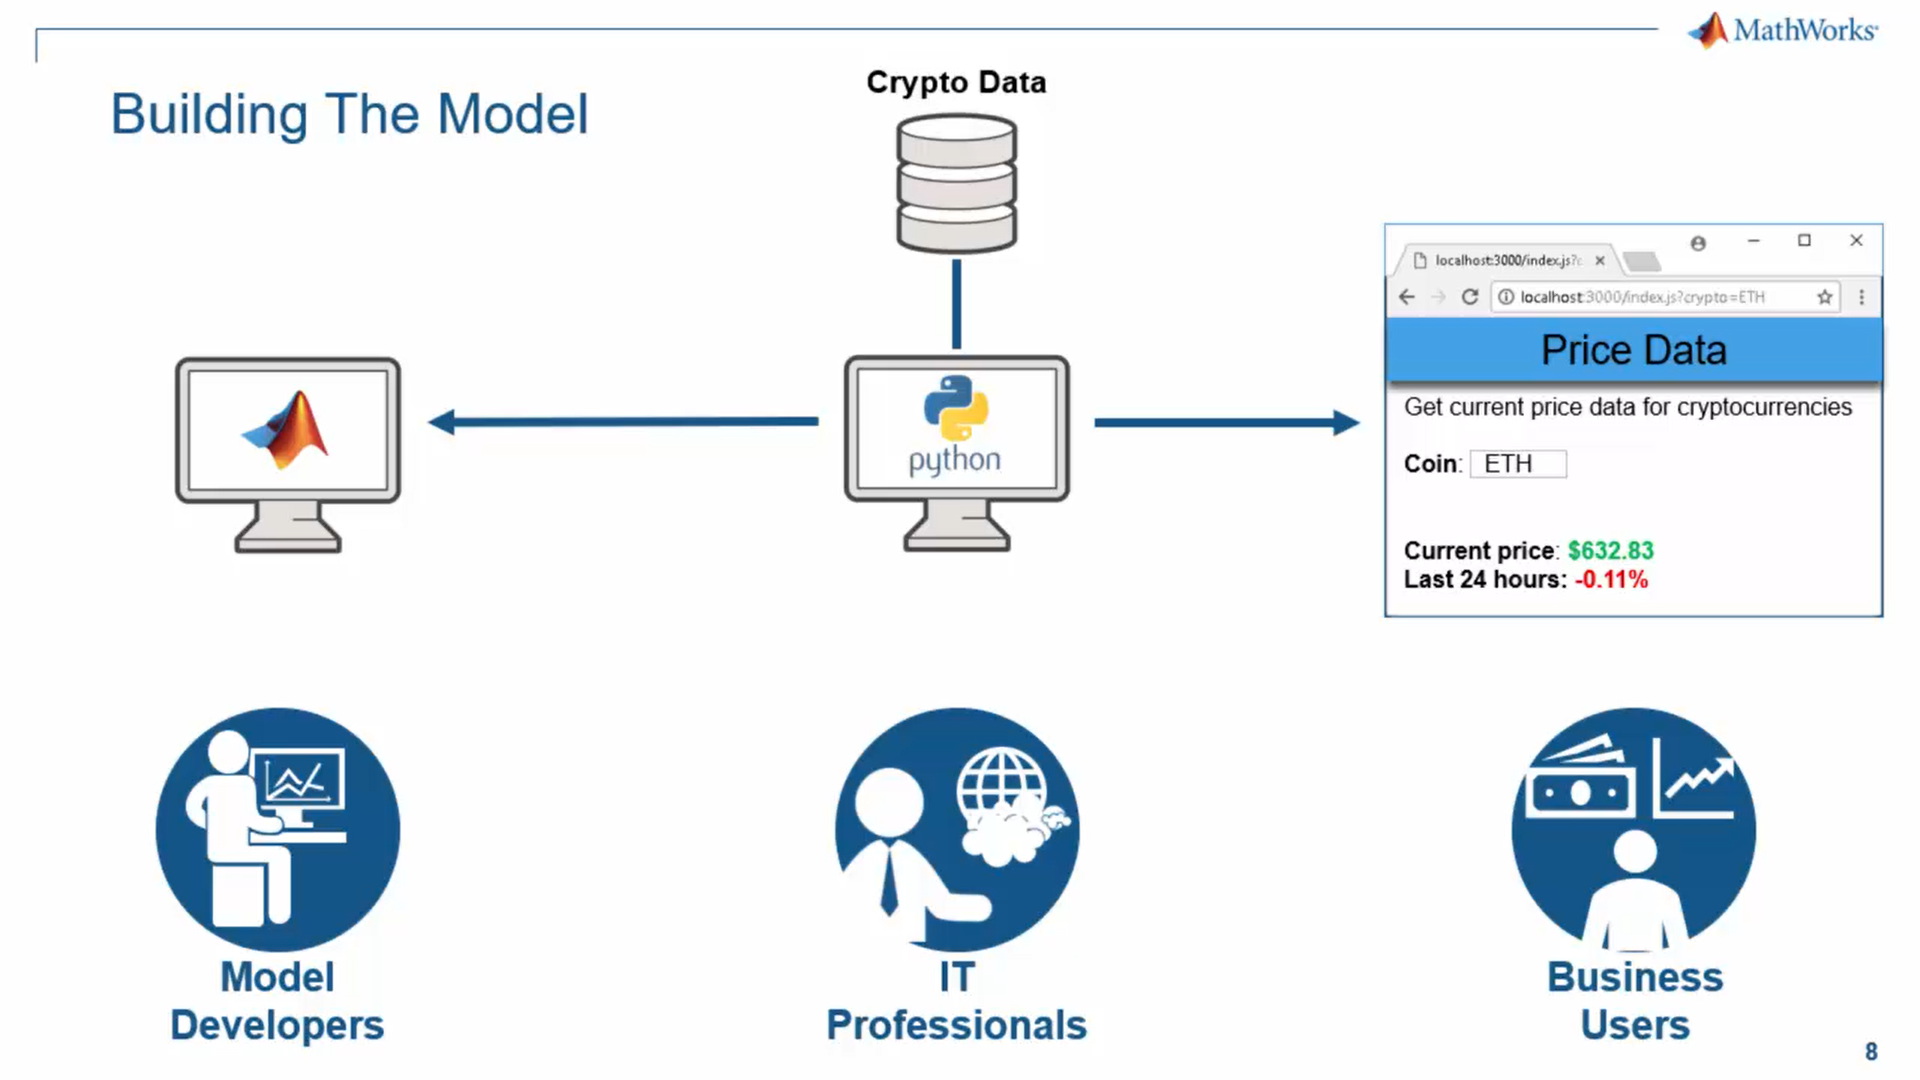 MathWorks
Building The Model
Crypto Data
localhost:3000/index.js?c
localhost:3000/index.js?crypto=ETH
Price Data
Get current price data for cryptocurrencies
Coin: ETH
Current price: $632.83
Last 24 hours: -0.11%
python
Model
Developers
IT
Professionals
Business
Users
8